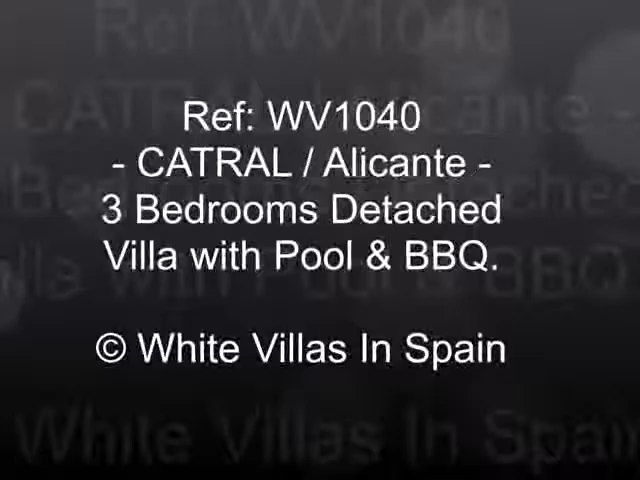 Ref: WV1040
- CATRAL / Alicante -
3 Bedrooms Detached
Villa with Pool & BBQ.
© White Villas In Spain